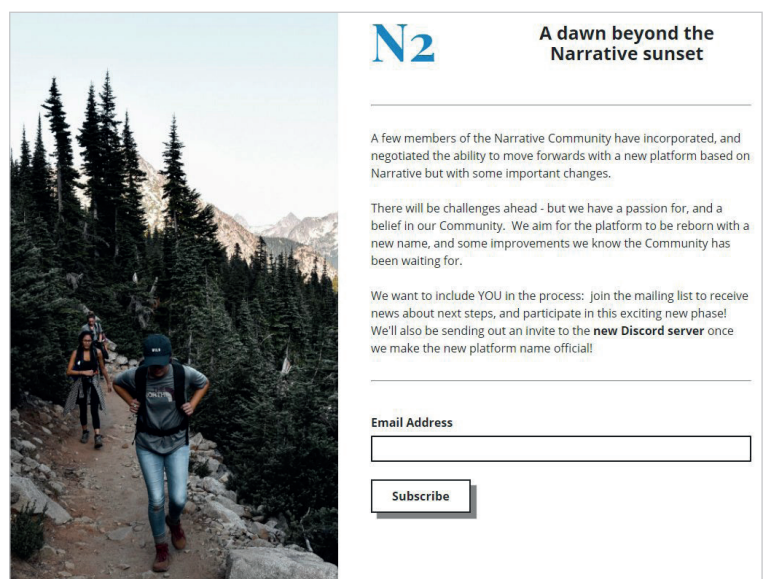 N2
A dawn beyond the
Narrative sunset
A few members of the Narrative Community have incorporated, and
negotiated the ability to move forwards with a new platform based on
Narrative but with some important changes.
There will be challenges ahead - but we have a passion for, and a
belief in our Community. We aim for the platform to be reborn with a
new name, and some improvements we know the Community has
been waiting for.
We want to include YOU in the process: join the mailing list to receive
news about next steps, and participate in this exciting new phase!
We'll also be sending out an invite to the new Discord server once
we make the new platform name official!
Email Address
Subscribe
NORTH